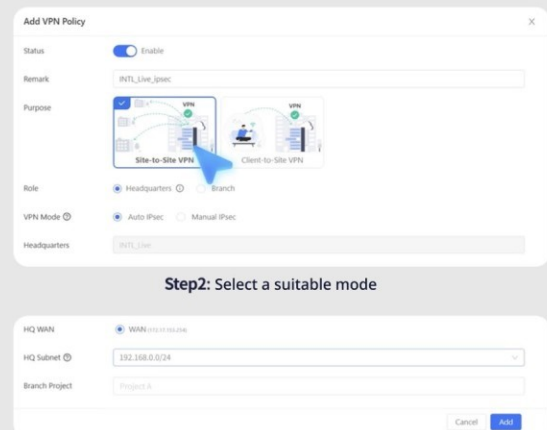 Add VPN Policy
Status Enable
Remark INTL_Live_ipsec
Purpose
VPN VPN
Site-to-Site VPN Client-to-Site VPN
Role Headquarters Branch
VPN Mode Auto IPsec Manual IPsec
Headquarters INTL_Live
Step2: Select a suitable mode
HQ WAN WAN
HQ Subnet 192.168.0.0/24
Branch Project Project A
Cancel Add